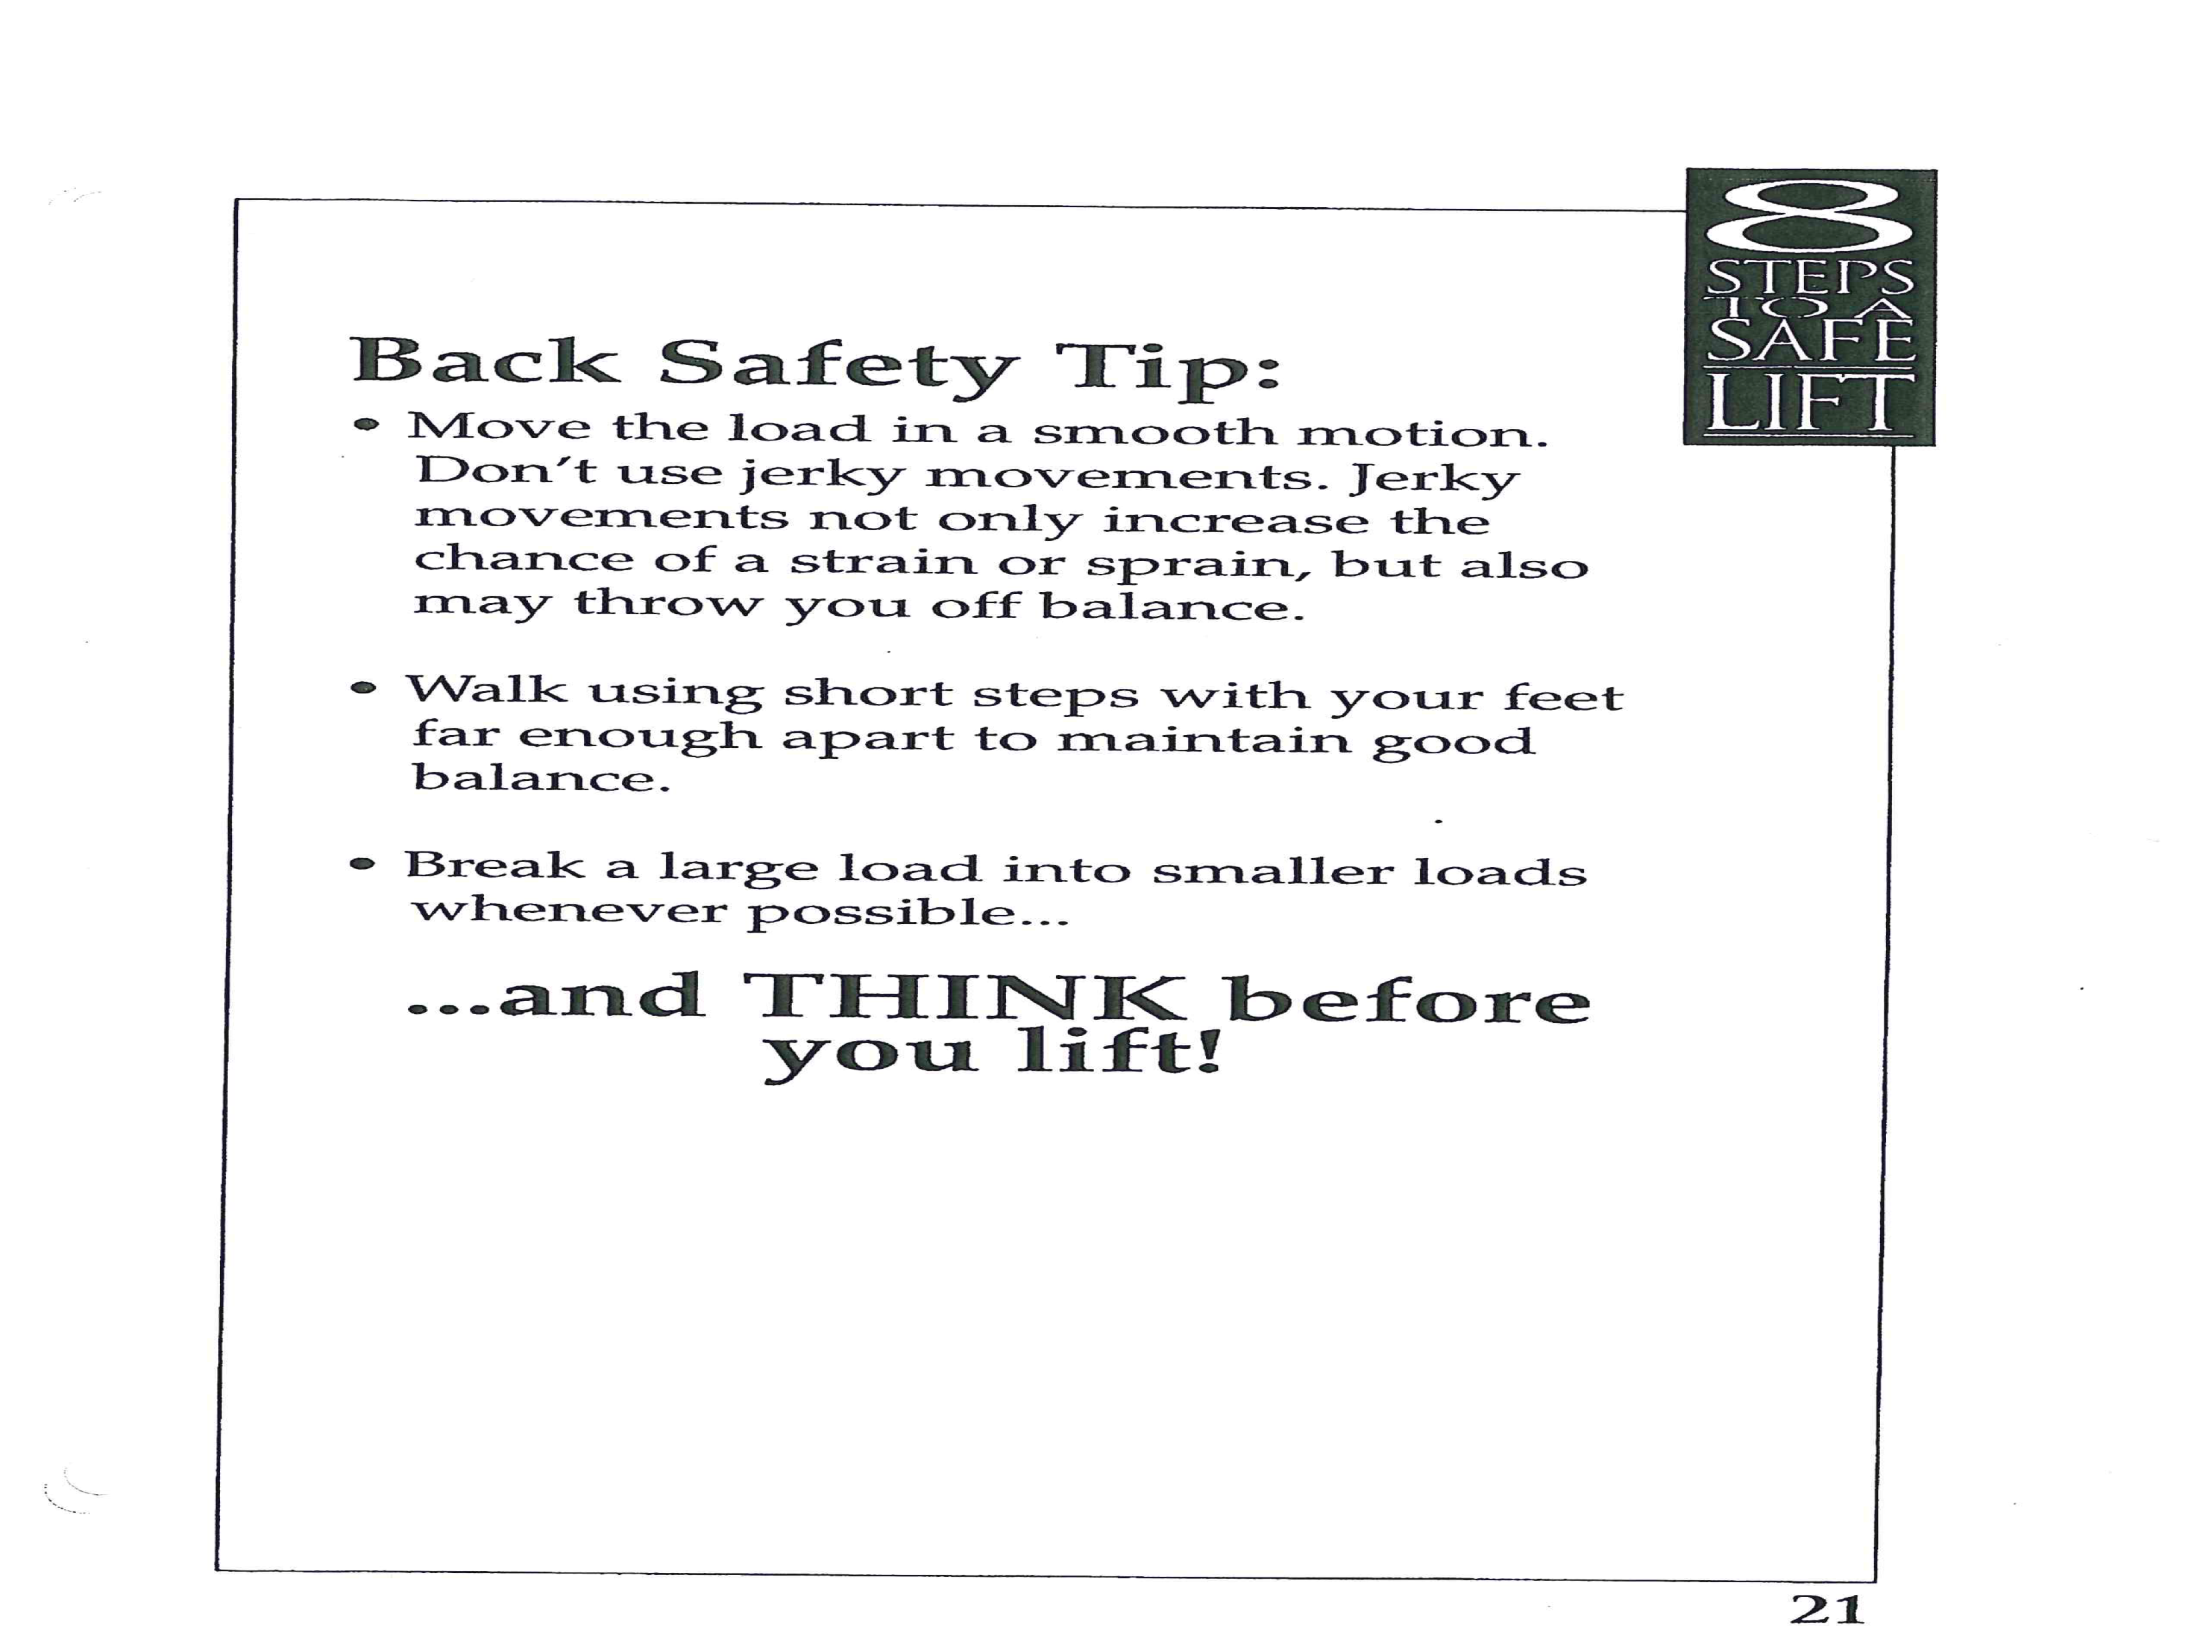 8
STEPS
TO A
SAFE
LIFT
Back Safety Tip:
• Move the load in a smooth motion.
Don't use jerky movements. Jerky
movements not only increase the
chance of a strain or sprain, but also
may throw you off balance.
• Walk using short steps with your feet
far enough apart to maintain good
balance.
• Break a large load into smaller loads
whenever possible...
...and THINK before
you lift!
21